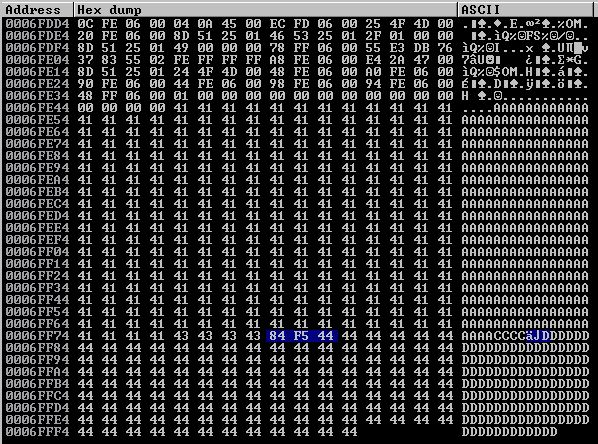 Address Hex dump ASCII
0006FDD4 0C FE 06 00 04 0A 45 00 EC FD 06 00 25 4F 4D 00
0006FDE4 20 FE 06 00 8D 51 25 01 46 53 25 01 2F 01 00 00
0006FDF4 8D 51 25 01 49 00 00 00 78 FF 06 00 55 E3 DB 76
0006FE04 37 83 55 02 FE FF FF FF A8 FE 06 00 E4 2A 47 00
0006FE14 8D 51 25 01 24 4F 4D 00 48 FE 06 00 A0 FE 06 00
0006FE24 90 FE 06 00 44 FE 06 00 98 FE 06 00 94 FE 06 00
0006FE34 48 FF 06 00 01 00 00 00 00 00 00 00 00 00 00 00
0006FE44 00 00 00 00 41 41 41 41 41 41 41 41 41 41 41 41 ....AAAAAAAAAAAA
0006FE54 41 41 41 41 41 41 41 41 41 41 41 41 41 41 41 41 AAAAAAAAAAAAAAAA
0006FE64 41 41 41 41 41 41 41 41 41 41 41 41 41 41 41 41 AAAAAAAAAAAAAAAA
0006FE74 41 41 41 41 41 41 41 41 41 41 41 41 41 41 41 41 AAAAAAAAAAAAAAAA
0006FE84 41 41 41 41 41 41 41 41 41 41 41 41 41 41 41 41 AAAAAAAAAAAAAAAA
0006FE94 41 41 41 41 41 41 41 41 41 41 41 41 41 41 41 41 AAAAAAAAAAAAAAAA
0006FEA4 41 41 41 41 41 41 41 41 41 41 41 41 41 41 41 41 AAAAAAAAAAAAAAAA
0006FEB4 41 41 41 41 41 41 41 41 41 41 41 41 41 41 41 41 AAAAAAAAAAAAAAAA
0006FEC4 41 41 41 41 41 41 41 41 41 41 41 41 41 41 41 41 AAAAAAAAAAAAAAAA
0006FED4 41 41 41 41 41 41 41 41 41 41 41 41 41 41 41 41 AAAAAAAAAAAAAAAA
0006FEE4 41 41 41 41 41 41 41 41 41 41 41 41 41 41 41 41 AAAAAAAAAAAAAAAA
0006FEF4 41 41 41 41 41 41 41 41 41 41 41 41 41 41 41 41 AAAAAAAAAAAAAAAA
0006FF04 41 41 41 41 41 41 41 41 41 41 41 41 41 41 41 41 AAAAAAAAAAAAAAAA
0006FF14 41 41 41 41 41 41 41 41 41 41 41 41 41 41 41 41 AAAAAAAAAAAAAAAA
0006FF24 41 41 41 41 41 41 41 41 41 41 41 41 41 41 41 41 AAAAAAAAAAAAAAAA
0006FF34 41 41 41 41 41 41 41 41 41 41 41 41 41 41 41 41 AAAAAAAAAAAAAAAA
0006FF44 41 41 41 41 41 41 41 41 41 41 41 41 41 41 41 41 AAAAAAAAAAAAAAAA
0006FF54 41 41 41 41 41 41 41 41 41 41 41 41 41 41 41 41 AAAAAAAAAAAAAAAA
0006FF64 41 41 41 41 41 41 41 41 41 41 41 41 41 41 41 41 AAAAAAAAAAAAAAAA
0006FF74 41 41 41 41 43 43 43 43 84 F5 44 44 44 44 44 44 AAAACCCCäJDDDDDD
0006FF84 44 44 44 44 44 44 44 44 44 44 44 44 44 44 44 44 DDDDDDDDDDDDDDDD
0006FF94 44 44 44 44 44 44 44 44 44 44 44 44 44 44 44 44 DDDDDDDDDDDDDDDD
0006FFA4 44 44 44 44 44 44 44 44 44 44 44 44 44 44 44 44 DDDDDDDDDDDDDDDD
0006FFB4 44 44 44 44 44 44 44 44 44 44 44 44 44 44 44 44 DDDDDDDDDDDDDDDD
0006FFC4 44 44 44 44 44 44 44 44 44 44 44 44 44 44 44 44 DDDDDDDDDDDDDDDD
0006FFD4 44 44 44 44 44 44 44 44 44 44 44 44 44 44 44 44 DDDDDDDDDDDDDDDD
0006FFE4 44 44 44 44 44 44 44 44 44 44 44 44 44 44 44 44 DDDDDDDDDDDDDDDD
0006FFF4 44 44 44 44 44 44 44 44 44 44 44 44 DDDDDDDDDDDD